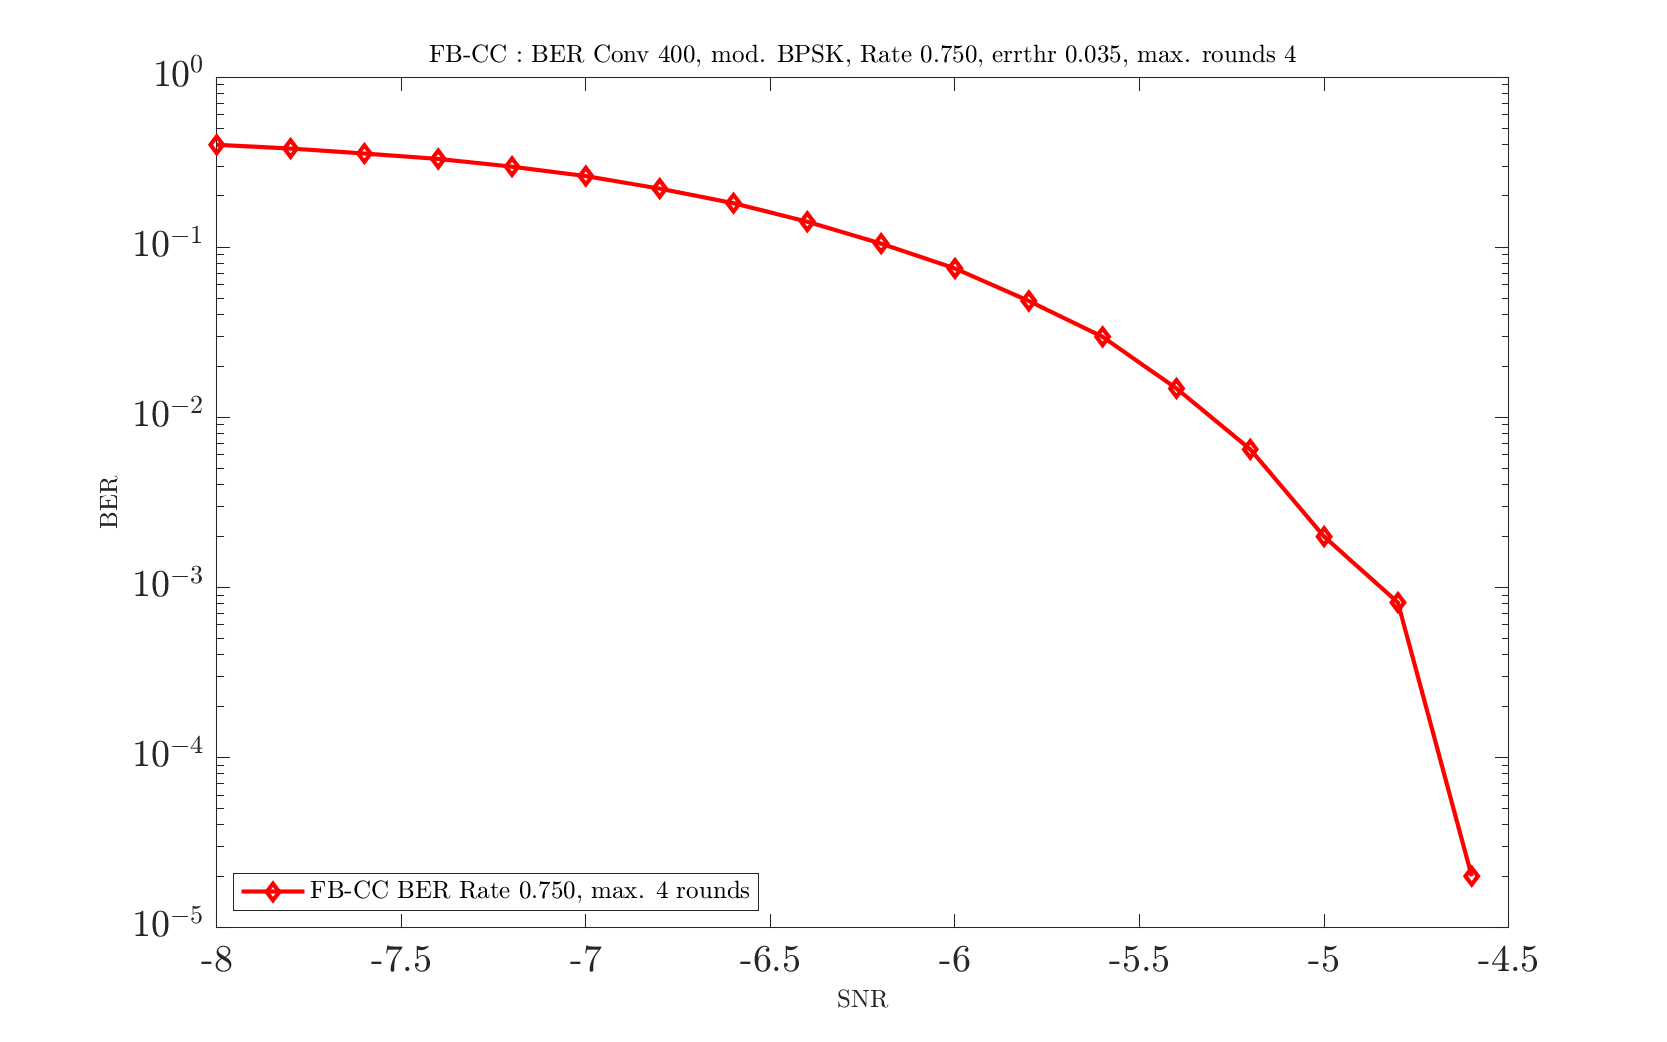 FB-CC : BER Conv 400, mod. BPSK, Rate 0.750, errthr 0.035, max. rounds 4
10^0
10^{-1}
10^{-2}
10^{-3}
10^{-4}
10^{-5}
BER
FB-CC BER Rate 0.750, max. 4 rounds
-8 -7.5 -7 -6.5 -6 -5.5 -5 -4.5
SNR